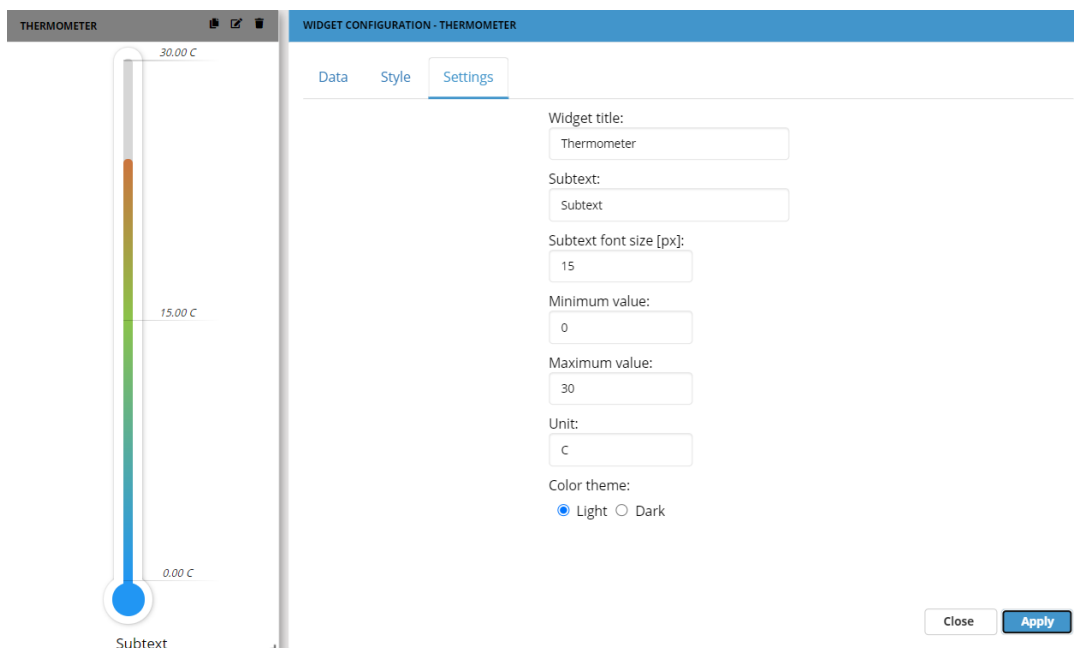 THERMOMETER
30.00 C
15.00 C
0.00 C
Subtext
WIDGET CONFIGURATION - THERMOMETER
Data Style Settings
Widget title:
Thermometer
Subtext:
Subtext
Subtext font size [px]:
15
Minimum value:
0
Maximum value:
30
Unit:
C
Color theme:
Light Dark
Close Apply